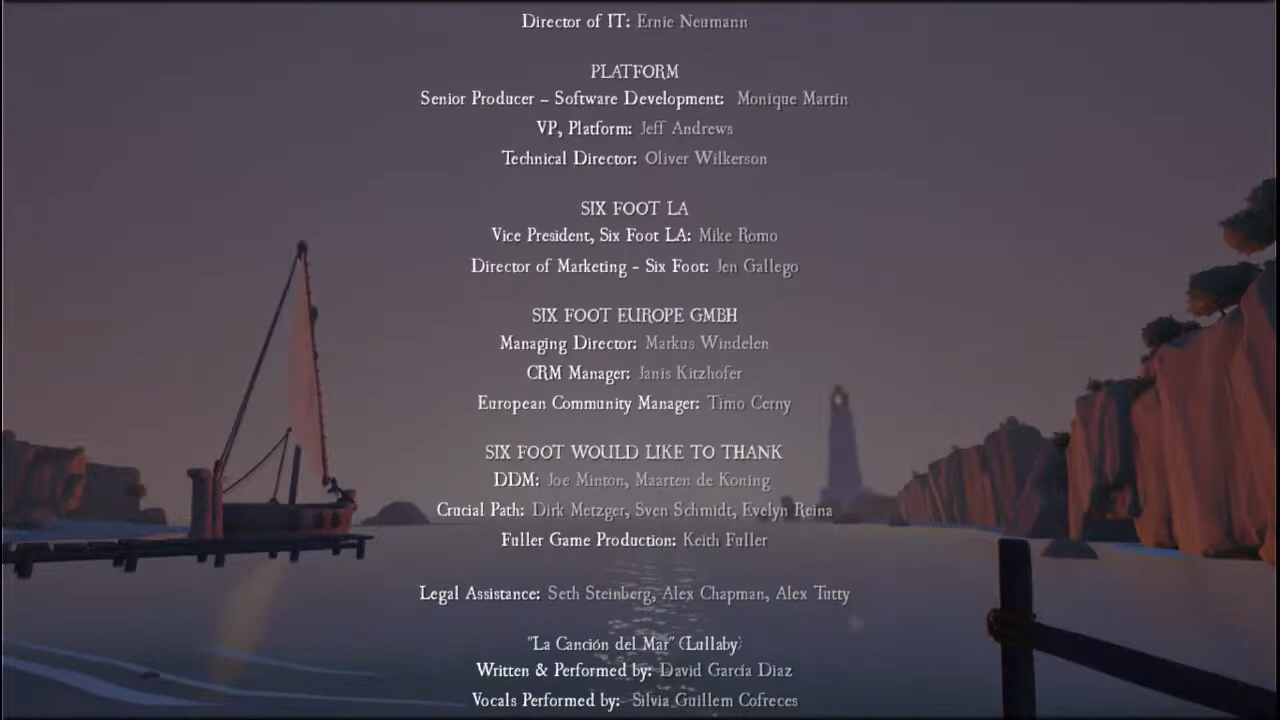 Director of IT: Ernie Neumann
PLATFORM
Senior Producer – Software Development: Monique Martin
VP, Platform: Jeff Andrews
Technical Director: Oliver Wilkerson
SIX FOOT LA
Vice President, Six Foot LA: Mike Romo
Director of Marketing - Six Foot: Jen Gallego
SIX FOOT EUROPE GMBH
Managing Director: Markus Windelen
CRM Manager: Janis Kitzhofer
European Community Manager: Timo Cerny
SIX FOOT WOULD LIKE TO THANK
DDM: Joe Minton, Maarten de Koning
Crucial Path: Dirk Metzger, Sven Schmidt, Evelyn Reina
Fuller Game Production: Keith Fuller
Legal Assistance: Seth Steinberg, Alex Chapman, Alex Tutty
"La Canción del Mar" (Lullaby)
Written & Performed by: David García Díaz
Vocals Performed by: Silvia Guillem Cofreces